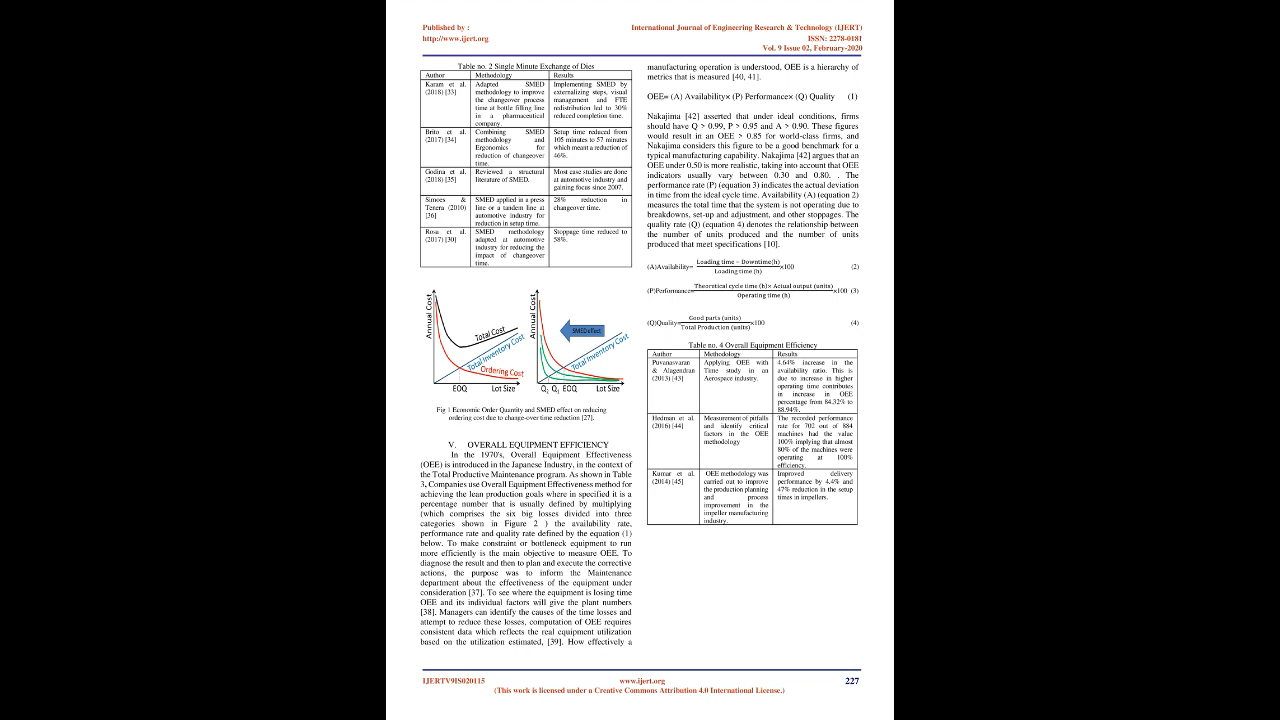 Published by :
http://www.ijert.org
International Journal of Engineering Research & Technology (IJERT)
ISSN: 2278-0181
Vol. 9 Issue 02, February-2020
Table no. 2 Single Minute Exchange of Dies
Author Methodology Results
Karam et al. (2018) [33]
Adapted SMED
methodology to improve
the changeover process
time at bottle filling line
in a pharmaceutical
company.
Implementing SMED by
externalizing steps, visual
management and FTE
redistribution led to 30%
reduced completion time.
Brito et al.
(2017) [34]
Combining SMED
methodology and
Ergonomics for
reduction of changeover
time.
Setup time reduced from
105 minutes to 57 minutes
which meant a reduction of
46%.
Godina et al.
(2018) [35]
Reviewed a structural
literature of SMED.
Most case studies are done
at automotive industry and
gaining focus since 2007.
Simoes &
Tenera (2010)
[36]
SMED applied in a press
line or a tandem line at
automotive industry for
reduction in setup time.
28% reduction in
changeover time.
Rosa et al.
(2017) [30]
SMED methodology
adapted at automotive
industry for reducing the
impact of changeover
time.
Stoppage time reduced to
58%.
Annual Cost
Total Cost
Total Inventory Cost
Ordering Cost
EOQ Lot Size
Annual Cost
SMED effect
Total Inventory Cost
Q2 Q1 EOQ Lot Size
Fig 1 Economic Order Quantity and SMED effect on reducing
ordering cost due to change-over time reduction [27].
V. OVERALL EQUIPMENT EFFICIENCY
In the 1970's, Overall Equipment Effectiveness
(OEE) is introduced in the Japanese Industry, in the context of
the Total Productive Maintenance program. As shown in Table
3, Companies use Overall Equipment Effectiveness method for
achieving the lean production goals where in specified it is a
percentage number that is usually defined by multiplying
(which comprises the six big losses divided into three
categories shown in Figure 2 ) the availability rate,
performance rate and quality rate defined by the equation (1)
below. To make constraint or bottleneck equipment to run
more efficiently is the main objective to measure OEE. To
diagnose the result and then to plan and execute the corrective
actions, the purpose was to inform the Maintenance
department about the effectiveness of the equipment under
consideration [37]. To see where the equipment is losing time
OEE and its individual factors will give the plant numbers
[38]. Managers can identify the causes of the time losses and
attempt to reduce these losses, computation of OEE requires
consistent data which reflects the real equipment utilization
based on the utilization estimated, [39]. How effectively a
manufacturing operation is understood, OEE is a hierarchy of
metrics that is measured [40, 41].
OEE= (A) Availability× (P) Performance× (Q) Quality (1)
Nakajima [42] asserted that under ideal conditions, firms
should have Q > 0.99, P > 0.95 and A > 0.90. These figures
would result in an OEE > 0.85 for world-class firms, and
Nakajima considers this figure to be a good benchmark for a
typical manufacturing capability. Nakajima [42] argues that an
OEE under 0.50 is more realistic, taking into account that OEE
indicators usually vary between 0.30 and 0.80. . The
performance rate (P) (equation 3) indicates the actual deviation
in time from the ideal cycle time. Availability (A) (equation 2)
measures the total time that the system is not operating due to
breakdowns, set-up and adjustment, and other stoppages. The
quality rate (Q) (equation 4) denotes the relationship between
the number of units produced and the number of units
produced that meet specifications [10].
(A)Availability= Loading time − Downtime(h) / Loading time (h) ×100 (2)
(P)Performance= Theoretical cycle time (h)× Actual output (units) / Operating time (h) ×100 (3)
(Q)Quality= Good parts (units) / Total Production (units) ×100 (4)
Table no. 4 Overall Equipment Efficiency
Author Methodology Results
Puvanasvaran
& Alagendran
(2013) [43]
Applying OEE with
Time study in an
Aerospace industry.
4.64% increase in the
availability ratio. This is
due to increase in higher
operating time contributes
in increase in OEE
percentage from 84.32% to
88.94%.
Hedman et al.
(2016) [44]
Measurement of pitfalls
and identify critical
factors in the OEE
methodology
The recorded performance
rate for 702 out of 884
machines had the value
100% implying that almost
80% of the machines were
operating at 100%
efficiency.
Kumar et al.
(2014) [45]
OEE methodology was
carried out to improve
the production planning
and process
improvement in the
impeller manufacturing
industry.
Improved delivery
performance by 4.4% and
47% reduction in the setup
times in impellers.
IJERTV9IS020115
www.ijert.org
(This work is licensed under a Creative Commons Attribution 4.0 International License.)
227